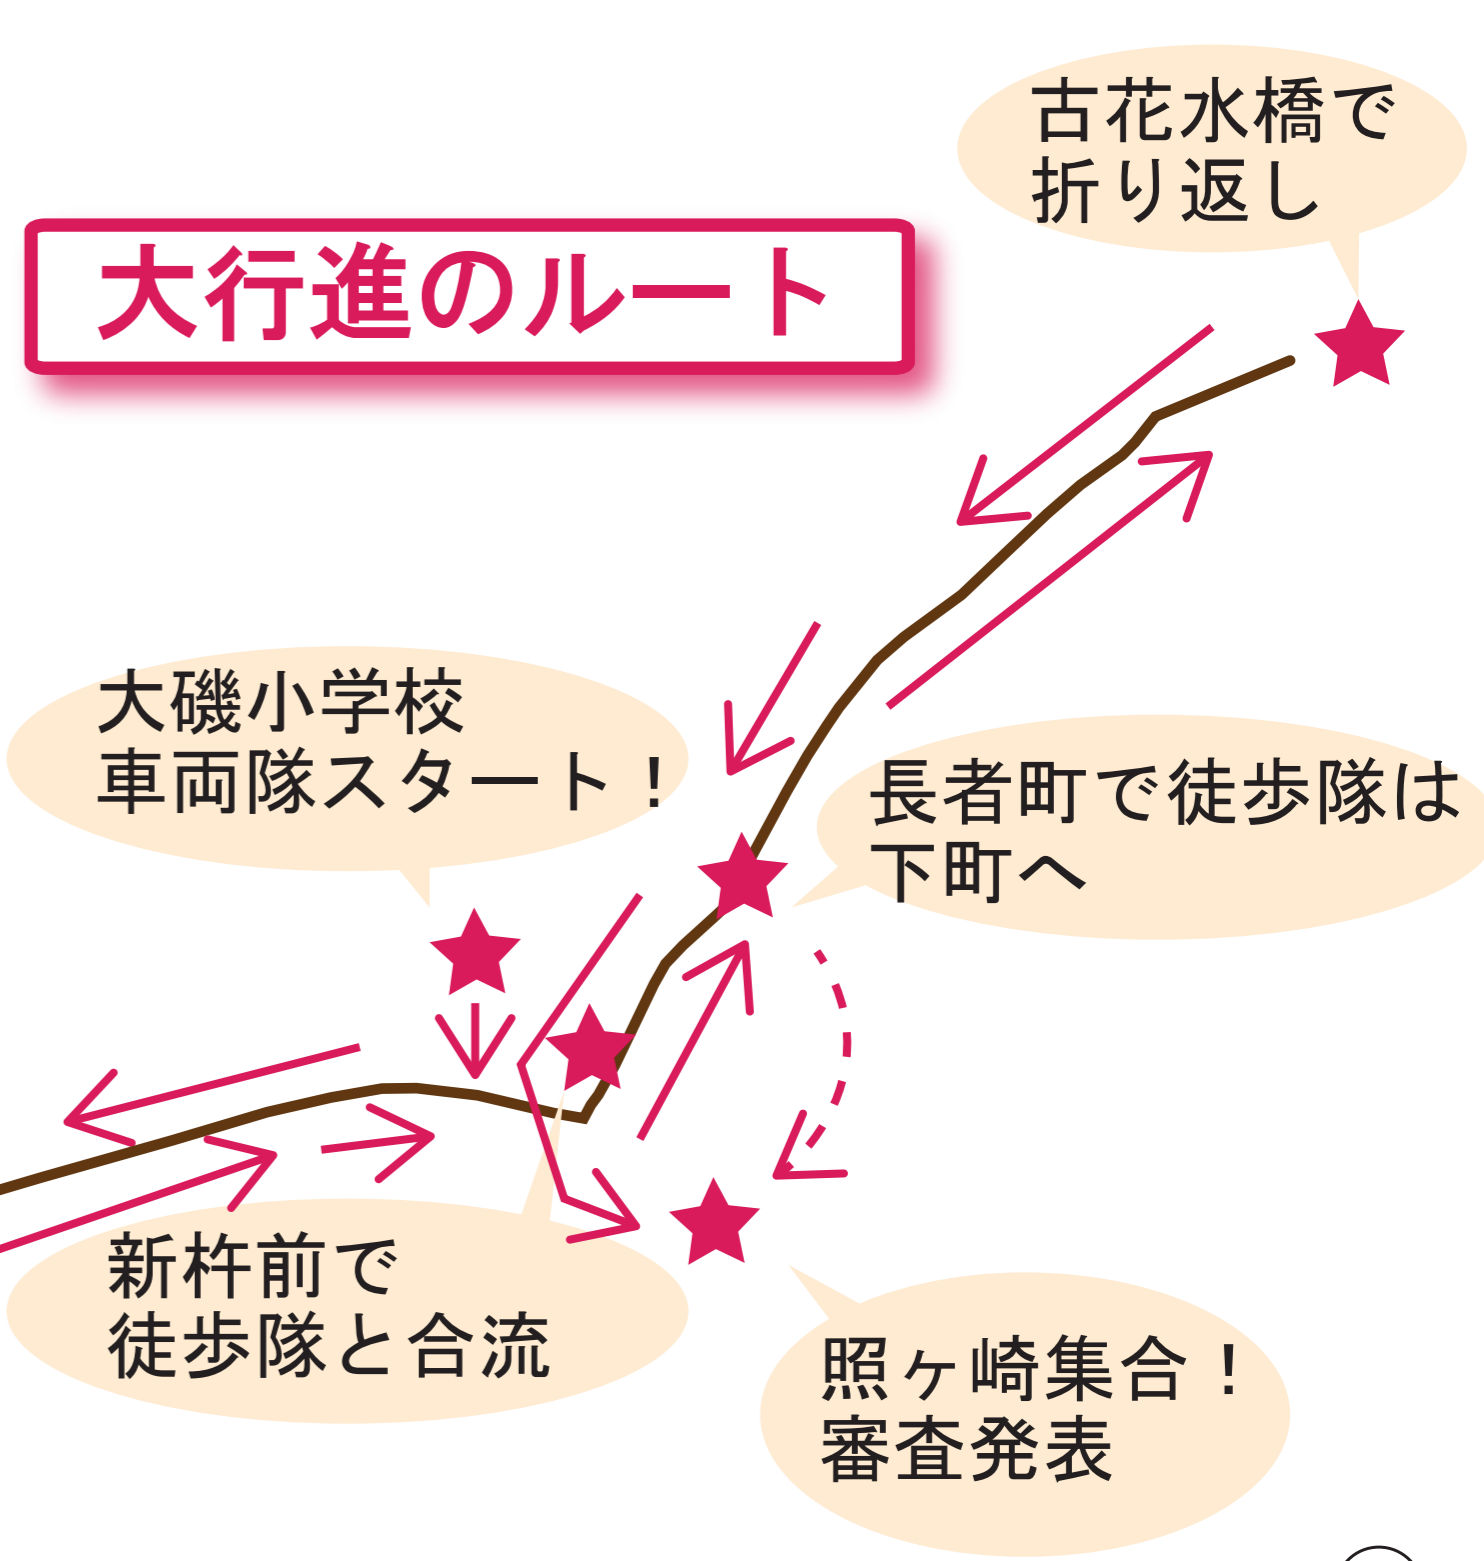 古花水橋で
折り返し
大行進のルート
大磯小学校
車両隊スタート！
長者町で徒歩隊は
下町へ
新杵前で
徒歩隊と合流
照ヶ崎集合！
審査発表